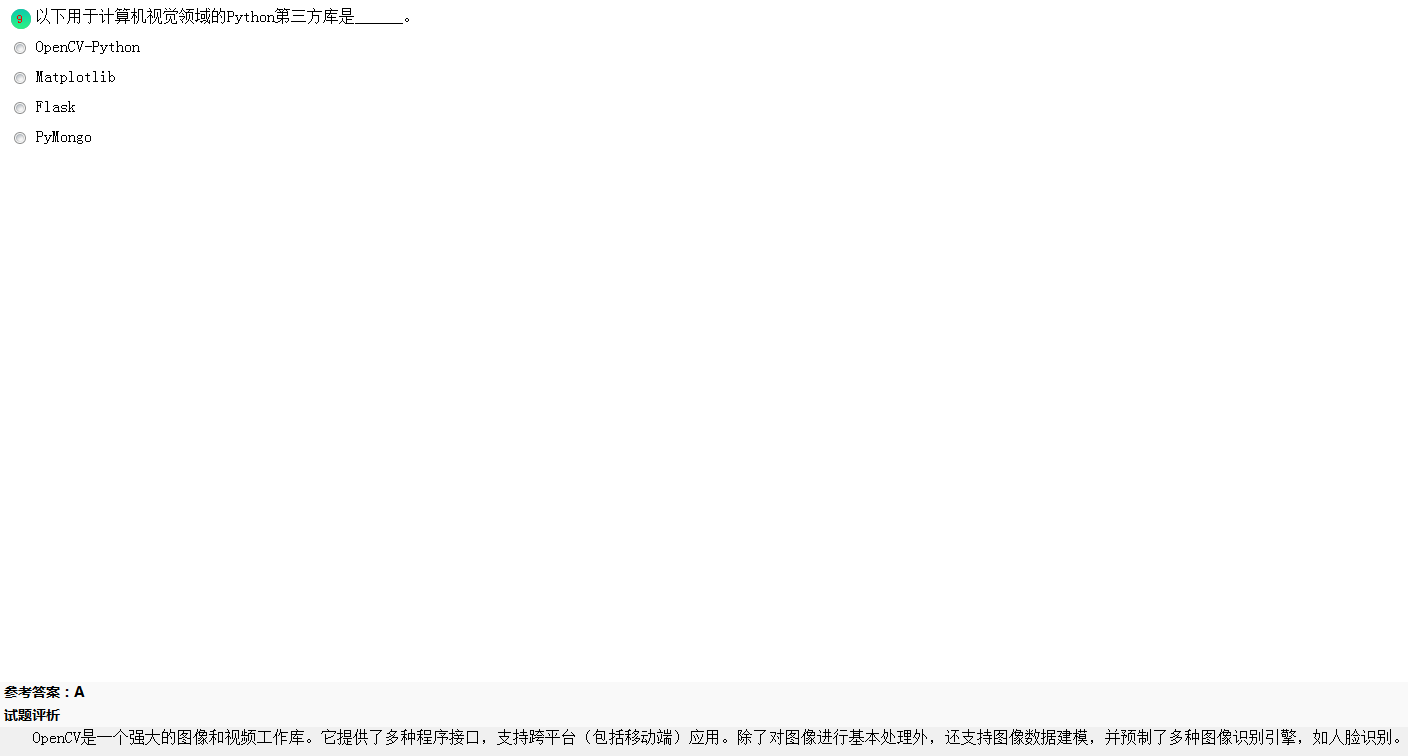 9 以下用于计算机视觉领域的Python第三方库是______。
OpenCV-Python
Matplotlib
Flask
PyMongo
参考答案：A
试题评析
OpenCV是一个强大的图像和视频工作库。它提供了多种程序接口，支持跨平台（包括移动端）应用。除了对图像进行基本处理外，还支持图像数据建模，并预制了多种图像识别引擎，如人脸识别。